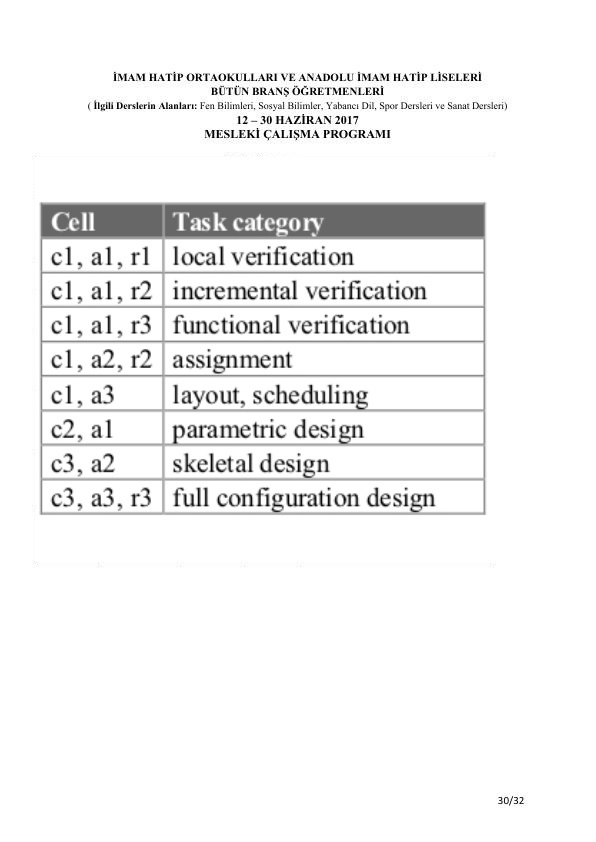 İMAM HATİP ORTAOKULLARI VE ANADOLU İMAM HATİP LİSELERİ
BÜTÜN BRANŞ ÖĞRETMENLERİ
( İlgili Derslerin Alanları: Fen Bilimleri, Sosyal Bilimler, Yabancı Dil, Spor Dersleri ve Sanat Dersleri)
12 – 30 HAZİRAN 2017
MESLEKİ ÇALIŞMA PROGRAMI
Cell Task category
c1, a1, r1 local verification
c1, a1, r2 incremental verification
c1, a1, r3 functional verification
c1, a2, r2 assignment
c1, a3 layout, scheduling
c2, a1 parametric design
c3, a2 skeletal design
c3, a3, r3 full configuration design
30/32